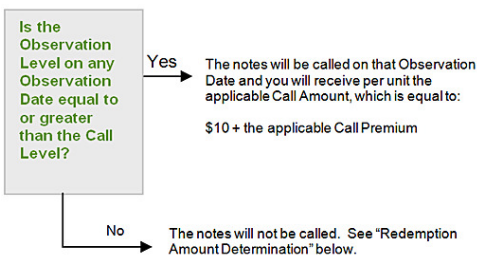 Is the
Observation
Level on any
Observation
Date equal to
or greater
than the Call
Level?
Yes
The notes will be called on that Observation
Date and you will receive per unit the
applicable Call Amount, which is equal to:
$10 + the applicable Call Premium
No
The notes will not be called. See “Redemption
Amount Determination” below.